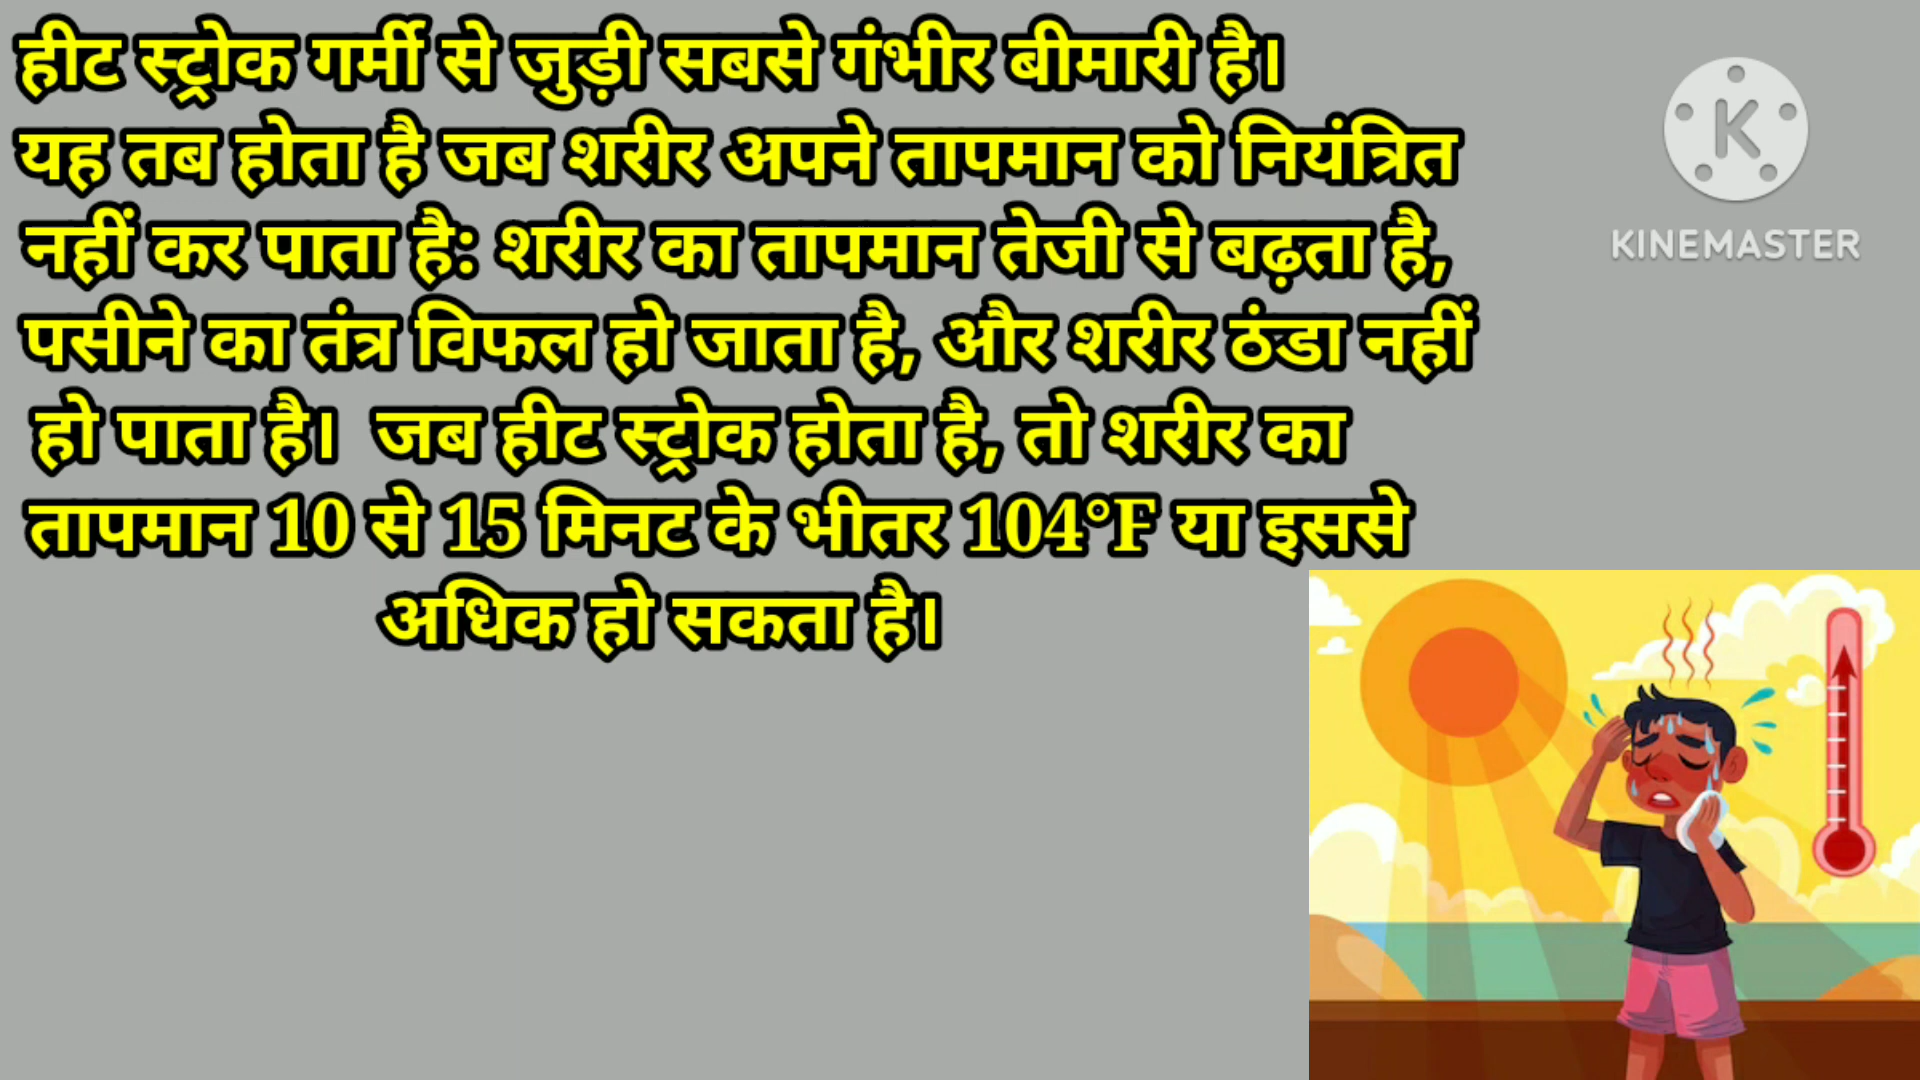 हीट स्ट्रोक गर्मी से जुड़ी सबसे गंभीर बीमारी है।
यह तब होता है जब शरीर अपने तापमान को नियंत्रित
नहीं कर पाता है: शरीर का तापमान तेजी से बढ़ता है,
पसीने का तंत्र विफल हो जाता है, और शरीर ठंडा नहीं
हो पाता है। जब हीट स्ट्रोक होता है, तो शरीर का
तापमान 10 से 15 मिनट के भीतर 104°F या इससे
अधिक हो सकता है।
K
KINEMASTER